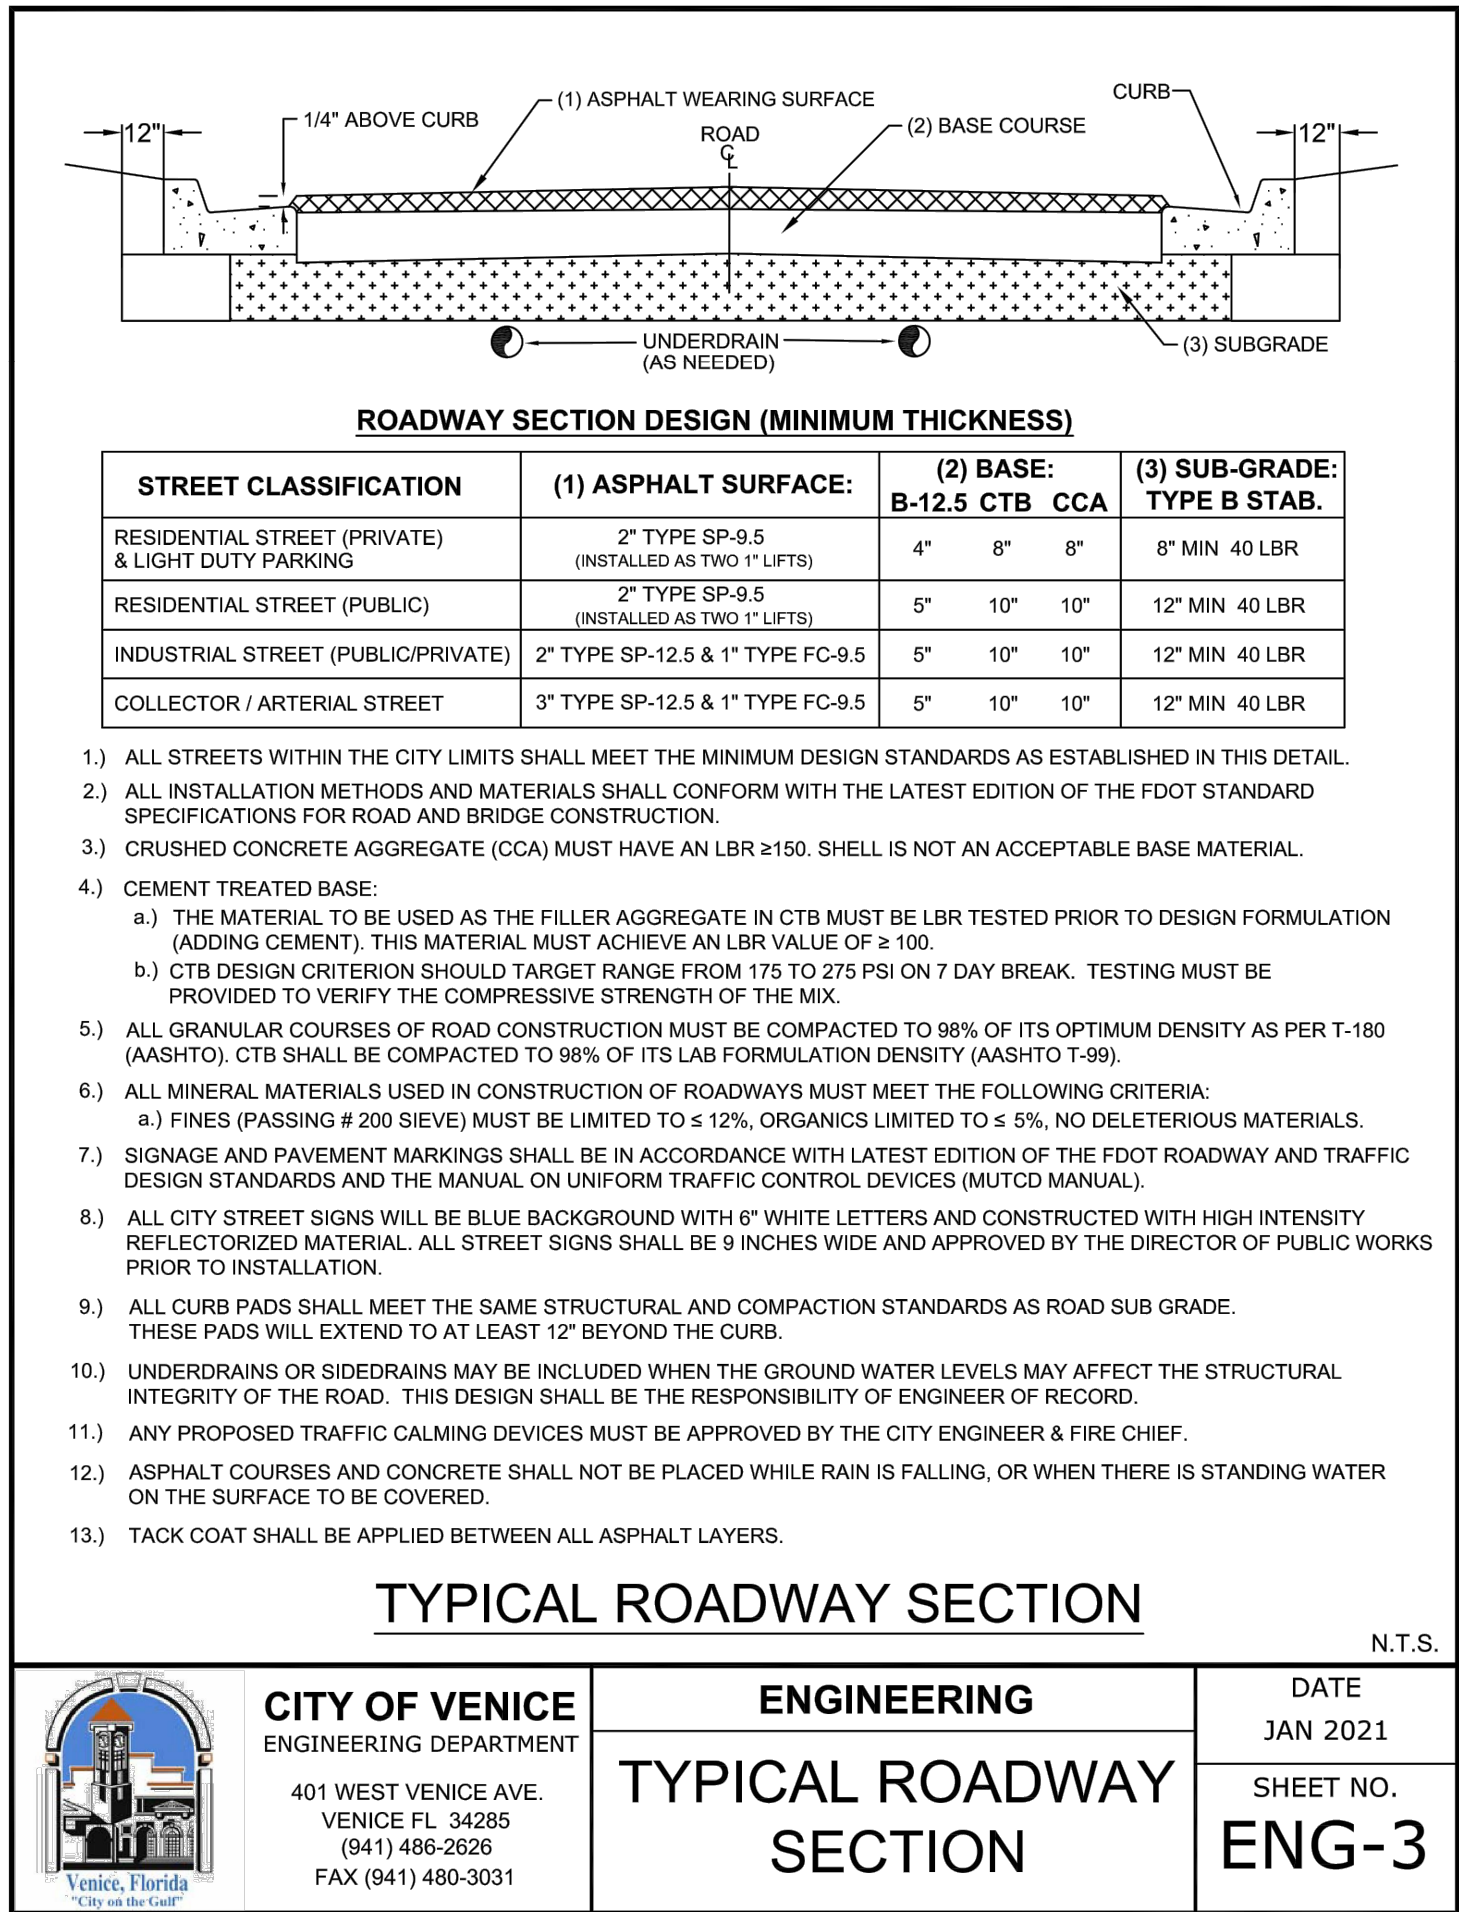 12"
1/4" ABOVE CURB
(1) ASPHALT WEARING SURFACE
ROAD
℄
(2) BASE COURSE
CURB
12"
UNDERDRAIN
(AS NEEDED)
(3) SUBGRADE
ROADWAY SECTION DESIGN (MINIMUM THICKNESS)
STREET CLASSIFICATION (1) ASPHALT SURFACE: (2) BASE: B-12.5 CTB CCA (3) SUB-GRADE: TYPE B STAB.
RESIDENTIAL STREET (PRIVATE) & LIGHT DUTY PARKING 2" TYPE SP-9.5 (INSTALLED AS TWO 1" LIFTS) 4" 8" 8" 8" MIN 40 LBR
RESIDENTIAL STREET (PUBLIC) 2" TYPE SP-9.5 (INSTALLED AS TWO 1" LIFTS) 5" 10" 10" 12" MIN 40 LBR
INDUSTRIAL STREET (PUBLIC/PRIVATE) 2" TYPE SP-12.5 & 1" TYPE FC-9.5 5" 10" 10" 12" MIN 40 LBR
COLLECTOR / ARTERIAL STREET 3" TYPE SP-12.5 & 1" TYPE FC-9.5 5" 10" 10" 12" MIN 40 LBR
1.) ALL STREETS WITHIN THE CITY LIMITS SHALL MEET THE MINIMUM DESIGN STANDARDS AS ESTABLISHED IN THIS DETAIL.
2.) ALL INSTALLATION METHODS AND MATERIALS SHALL CONFORM WITH THE LATEST EDITION OF THE FDOT STANDARD
SPECIFICATIONS FOR ROAD AND BRIDGE CONSTRUCTION.
3.) CRUSHED CONCRETE AGGREGATE (CCA) MUST HAVE AN LBR ≥150. SHELL IS NOT AN ACCEPTABLE BASE MATERIAL.
4.) CEMENT TREATED BASE:
a.) THE MATERIAL TO BE USED AS THE FILLER AGGREGATE IN CTB MUST BE LBR TESTED PRIOR TO DESIGN FORMULATION
(ADDING CEMENT). THIS MATERIAL MUST ACHIEVE AN LBR VALUE OF ≥ 100.
b.) CTB DESIGN CRITERION SHOULD TARGET RANGE FROM 175 TO 275 PSI ON 7 DAY BREAK. TESTING MUST BE
PROVIDED TO VERIFY THE COMPRESSIVE STRENGTH OF THE MIX.
5.) ALL GRANULAR COURSES OF ROAD CONSTRUCTION MUST BE COMPACTED TO 98% OF ITS OPTIMUM DENSITY AS PER T-180
(AASHTO). CTB SHALL BE COMPACTED TO 98% OF ITS LAB FORMULATION DENSITY (AASHTO T-99).
6.) ALL MINERAL MATERIALS USED IN CONSTRUCTION OF ROADWAYS MUST MEET THE FOLLOWING CRITERIA:
a.) FINES (PASSING # 200 SIEVE) MUST BE LIMITED TO ≤ 12%, ORGANICS LIMITED TO ≤ 5%, NO DELETERIOUS MATERIALS.
7.) SIGNAGE AND PAVEMENT MARKINGS SHALL BE IN ACCORDANCE WITH LATEST EDITION OF THE FDOT ROADWAY AND TRAFFIC
DESIGN STANDARDS AND THE MANUAL ON UNIFORM TRAFFIC CONTROL DEVICES (MUTCD MANUAL).
8.) ALL CITY STREET SIGNS WILL BE BLUE BACKGROUND WITH 6" WHITE LETTERS AND CONSTRUCTED WITH HIGH INTENSITY
REFLECTORIZED MATERIAL. ALL STREET SIGNS SHALL BE 9 INCHES WIDE AND APPROVED BY THE DIRECTOR OF PUBLIC WORKS
PRIOR TO INSTALLATION.
9.) ALL CURB PADS SHALL MEET THE SAME STRUCTURAL AND COMPACTION STANDARDS AS ROAD SUB GRADE.
THESE PADS WILL EXTEND TO AT LEAST 12" BEYOND THE CURB.
10.) UNDERDRAINS OR SIDEDRAINS MAY BE INCLUDED WHEN THE GROUND WATER LEVELS MAY AFFECT THE STRUCTURAL
INTEGRITY OF THE ROAD. THIS DESIGN SHALL BE THE RESPONSIBILITY OF ENGINEER OF RECORD.
11.) ANY PROPOSED TRAFFIC CALMING DEVICES MUST BE APPROVED BY THE CITY ENGINEER & FIRE CHIEF.
12.) ASPHALT COURSES AND CONCRETE SHALL NOT BE PLACED WHILE RAIN IS FALLING, OR WHEN THERE IS STANDING WATER
ON THE SURFACE TO BE COVERED.
13.) TACK COAT SHALL BE APPLIED BETWEEN ALL ASPHALT LAYERS.
TYPICAL ROADWAY SECTION
N.T.S.
Venice, Florida
"City on the Gulf"
CITY OF VENICE
ENGINEERING DEPARTMENT
401 WEST VENICE AVE.
VENICE FL 34285
(941) 486-2626
FAX (941) 480-3031
ENGINEERING
TYPICAL ROADWAY
SECTION
DATE
JAN 2021
SHEET NO.
ENG-3